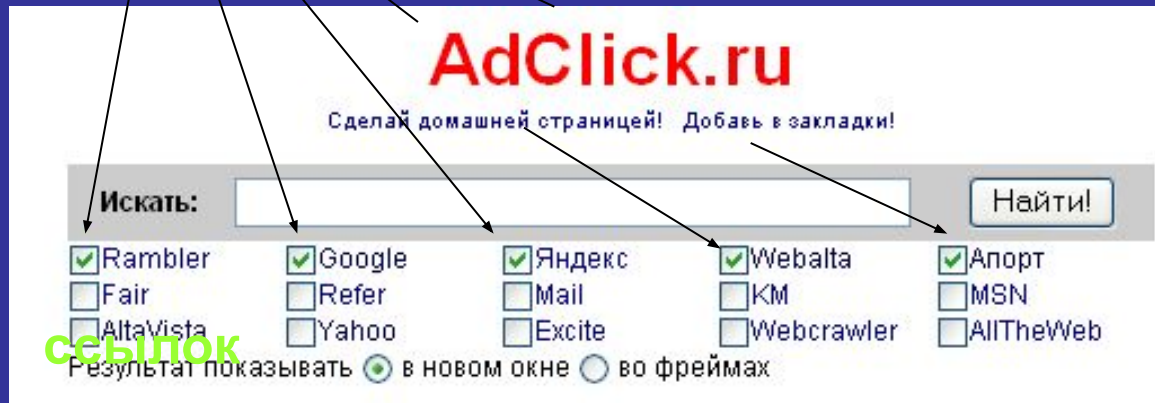 AdClick.ru
Сделай домашней страницей! Добавь в закладки!
Искать: Найти!
Rambler Google Яндекс Webalta Апорт
Fair Refer Mail KM MSN
AltaVista Yahoo Excite Webcrawler AllTheWeb
ссылок
Результат показывать в новом окне во фреймах